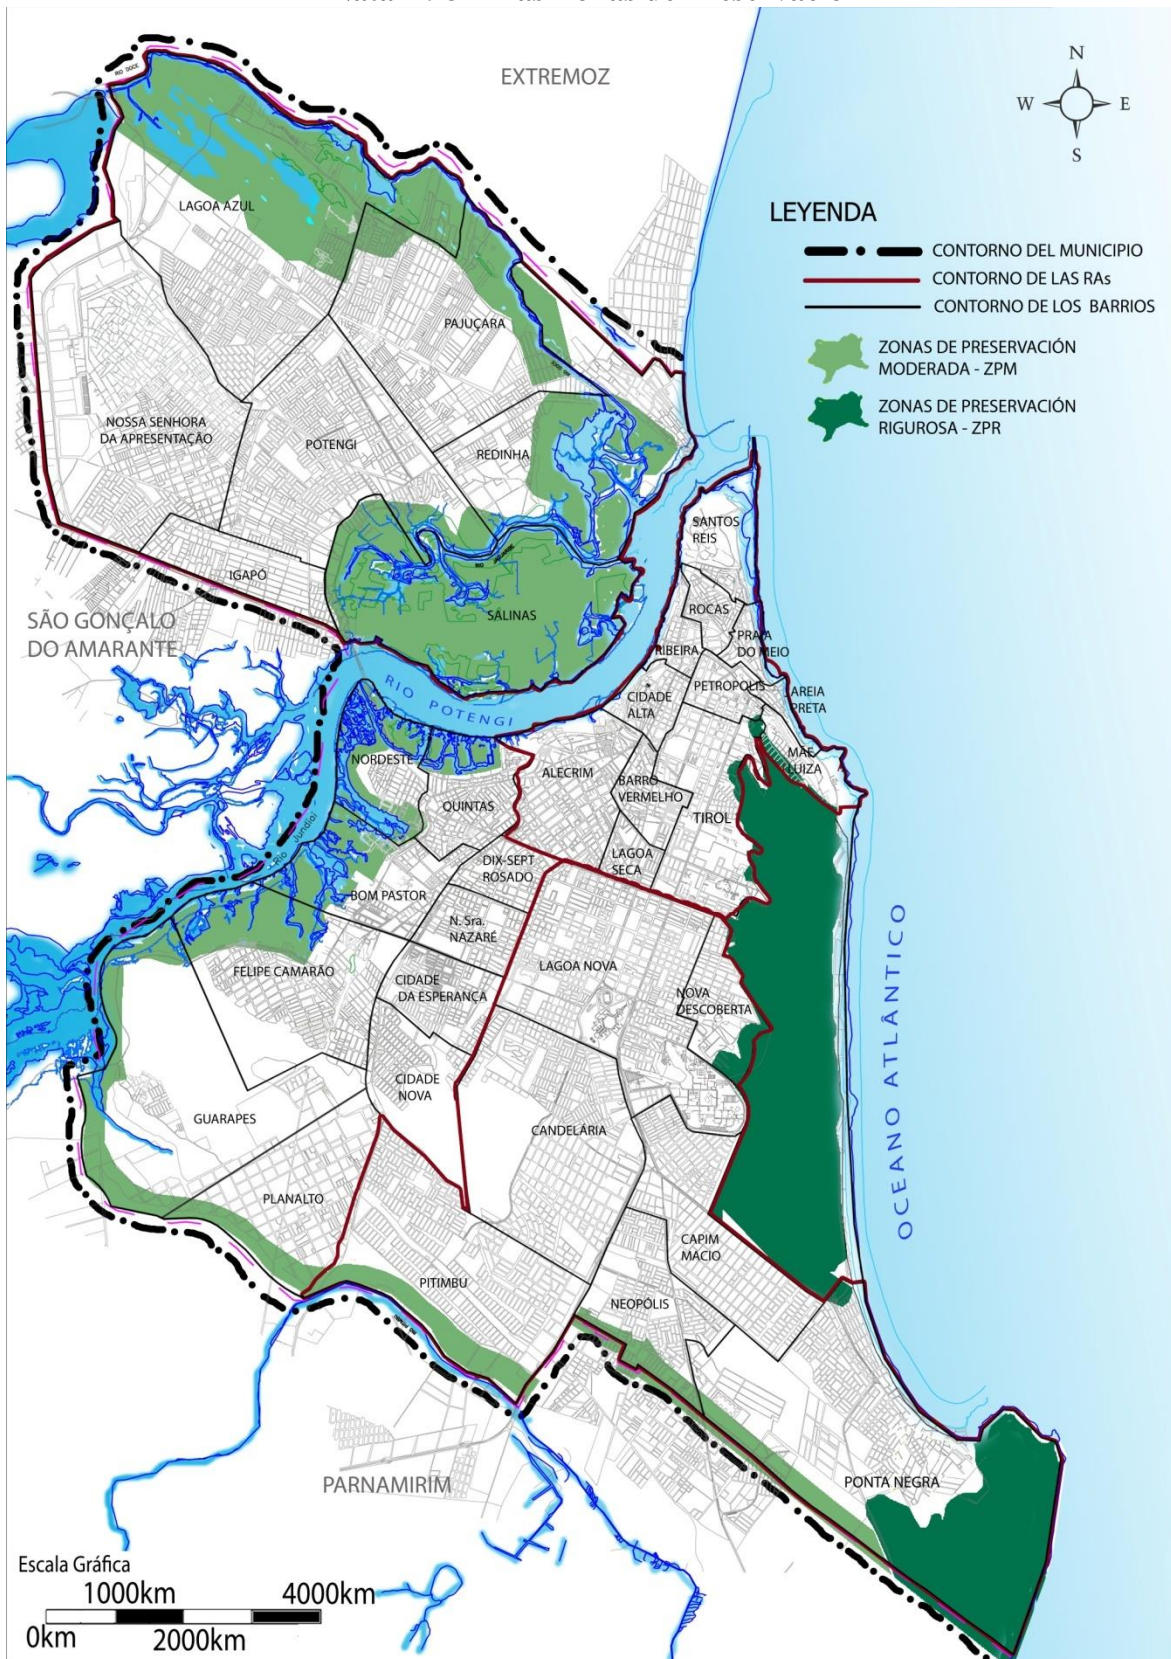 EXTREMOZ
N
W
E
S
RIO DOCE
LEYENDA
CONTORNO DEL MUNICIPIO
CONTORNO DE LAS RAs
CONTORNO DE LOS BARRIOS
ZONAS DE PRESERVACIÓN
MODERADA - ZPM
ZONAS DE PRESERVACIÓN
RIGUROSA - ZPR
LAGOA AZUL
PAJUÇARA
NOSSA SENHORA
DA APRESENTAÇÃO
POTENGI
REDINHA
IGAPÓ
SALINAS
SANTOS
REIS
ROCAS
PRAIA
DO MEIO
RIBEIRA
SÃO GONÇALO
DO AMARANTE
RIO
POTENGI
CIDADE
ALTA
PETROPOLIS
AREIA
PRETA
MÃE
LUIZA
NORDESTE
QUINTAS
ALECRIM
BARRO
VERMELHO
TIROL
LAGOA
SECA
Rio Jundiaí
DIX-SEPT
ROSADO
BOM PASTOR
N. Sra.
NAZARÉ
FELIPE CAMARÃO
CIDADE
DA ESPERANÇA
LAGOA NOVA
NOVA
DESCOBERTA
OCEANO ATLÂNTICO
CIDADE
NOVA
GUARAPES
CANDELÁRIA
PLANALTO
PITIMBU
CAPIM
MACIO
NEOPÓLIS
PARNAMIRIM
PONTA NEGRA
Escala Gráfica
1000km
4000km
0km
2000km